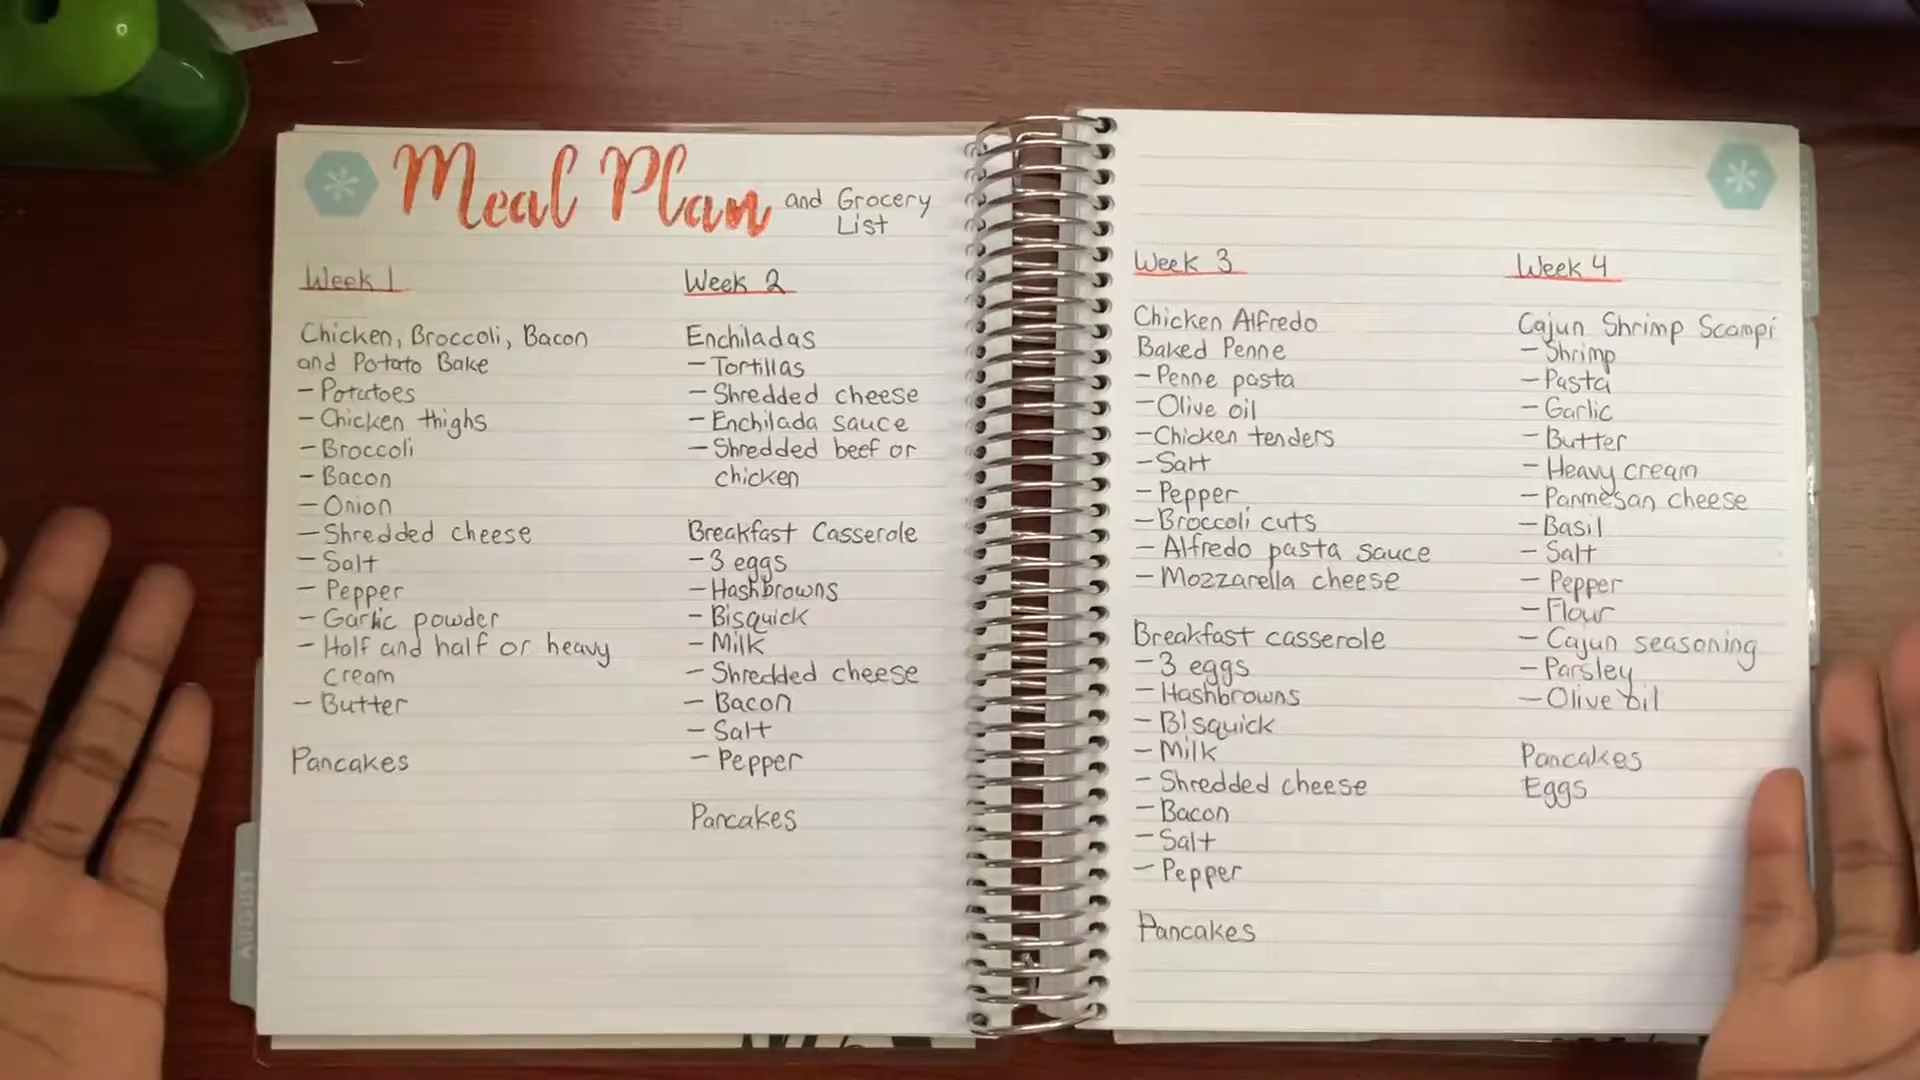 Meal Plan and Grocery
List
Week 1
Chicken, Broccoli, Bacon
and Potato Bake
- Potatoes
- Chicken thighs
- Broccoli
- Bacon
- Onion
- Shredded cheese
- Salt
- Pepper
- Garlic powder
- Half and half or heavy
cream
- Butter
Pancakes
Week 2
Enchiladas
- Tortillas
- Shredded cheese
- Enchilada sauce
- Shredded beef or
chicken
Breakfast Casserole
- 3 eggs
- Hashbrowns
- Bisquick
- Milk
- Shredded cheese
- Bacon
- Salt
- Pepper
Pancakes
Week 3
Chicken Alfredo
Baked Penne
- Penne pasta
- Olive oil
- Chicken tenders
- Salt
- Pepper
- Broccoli cuts
- Alfredo pasta sauce
- Mozzarella cheese
Breakfast casserole
- 3 eggs
- Hashbrowns
- Bisquick
- Milk
- Shredded cheese
- Bacon
- Salt
- Pepper
Pancakes
Week 4
Cajun Shrimp Scampi
- Shrimp
- Pasta
- Garlic
- Butter
- Heavy cream
- Parmesan cheese
- Basil
- Salt
- Pepper
- Flour
- Cajun seasoning
- Parsley
- Olive oil
Pancakes
Eggs
AUGUST